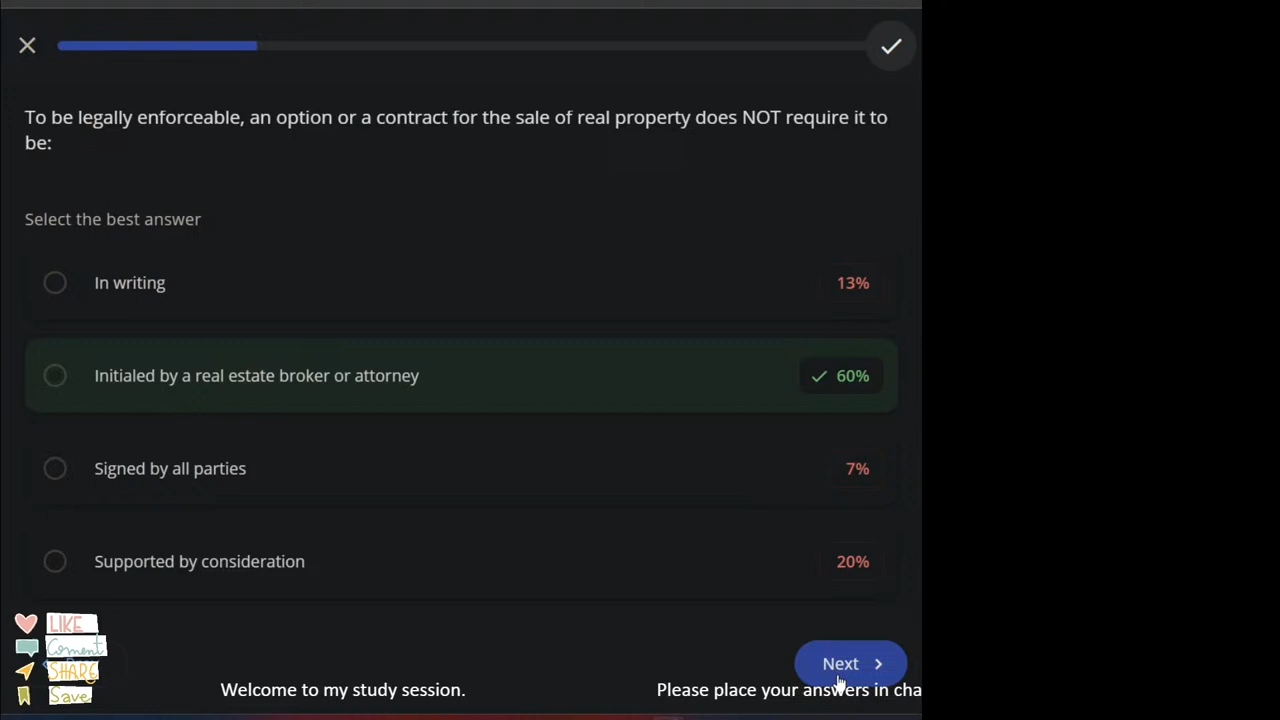 To be legally enforceable, an option or a contract for the sale of real property does NOT require it to
be:
Select the best answer
In writing
13%
Initialed by a real estate broker or attorney
60%
Signed by all parties
7%
Supported by consideration
20%
LIKE
Coment
SHARE
Save
Next
Welcome to my study session.
Please place your answers in cha